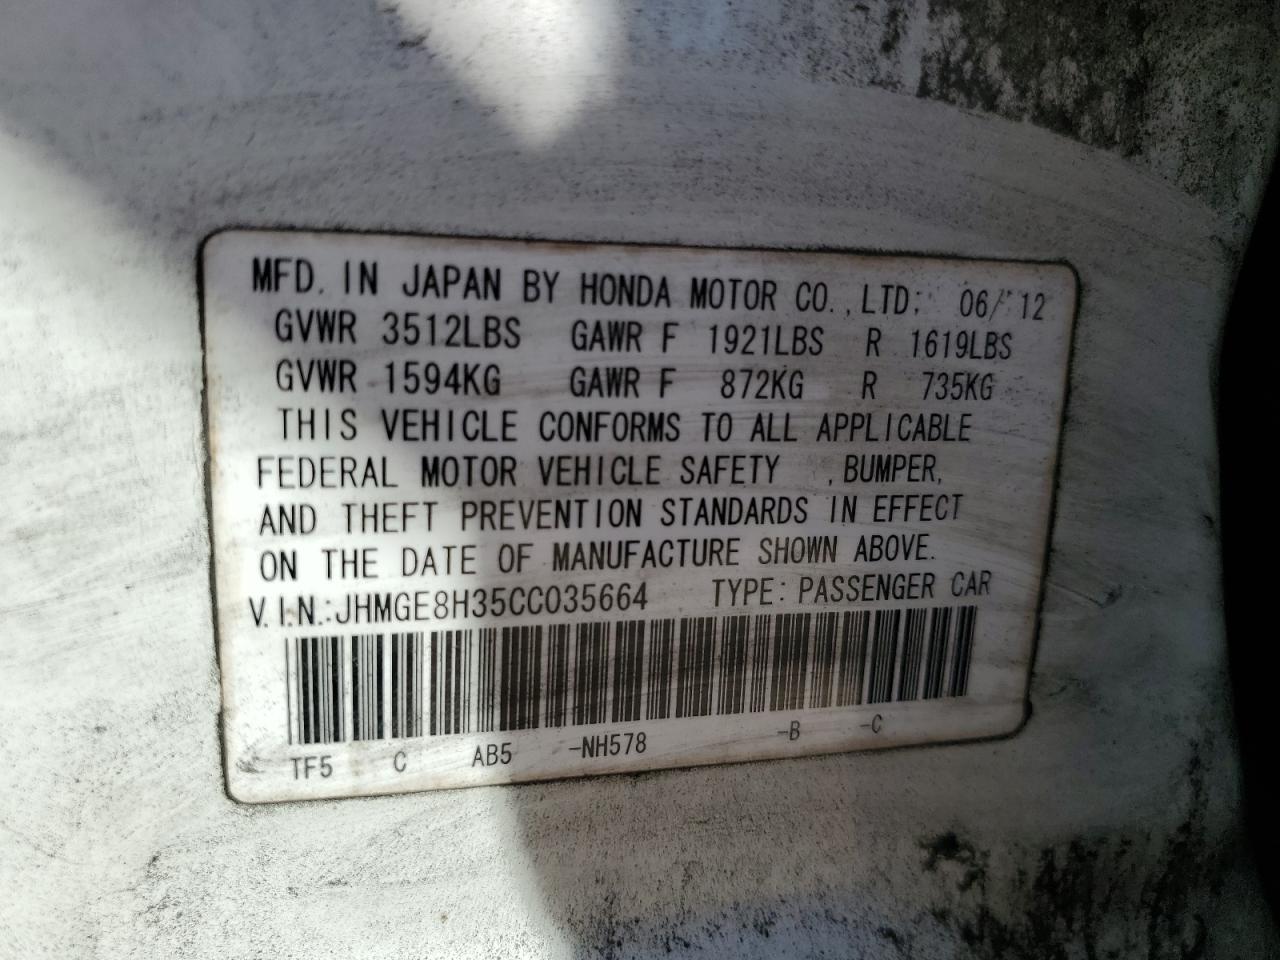 MFD. IN JAPAN BY HONDA MOTOR CO., LTD. 06/12
GVWR 3512LBS GAWR F 1921LBS R 1619LBS
GVWR 1594KG GAWR F 872KG R 735KG
THIS VEHICLE CONFORMS TO ALL APPLICABLE
FEDERAL MOTOR VEHICLE SAFETY , BUMPER,
AND THEFT PREVENTION STANDARDS IN EFFECT
ON THE DATE OF MANUFACTURE SHOWN ABOVE.
V.I.N.:JHMGE8H35CC035664 TYPE: PASSENGER CAR
TF5 C AB5 -NH578 -B -C